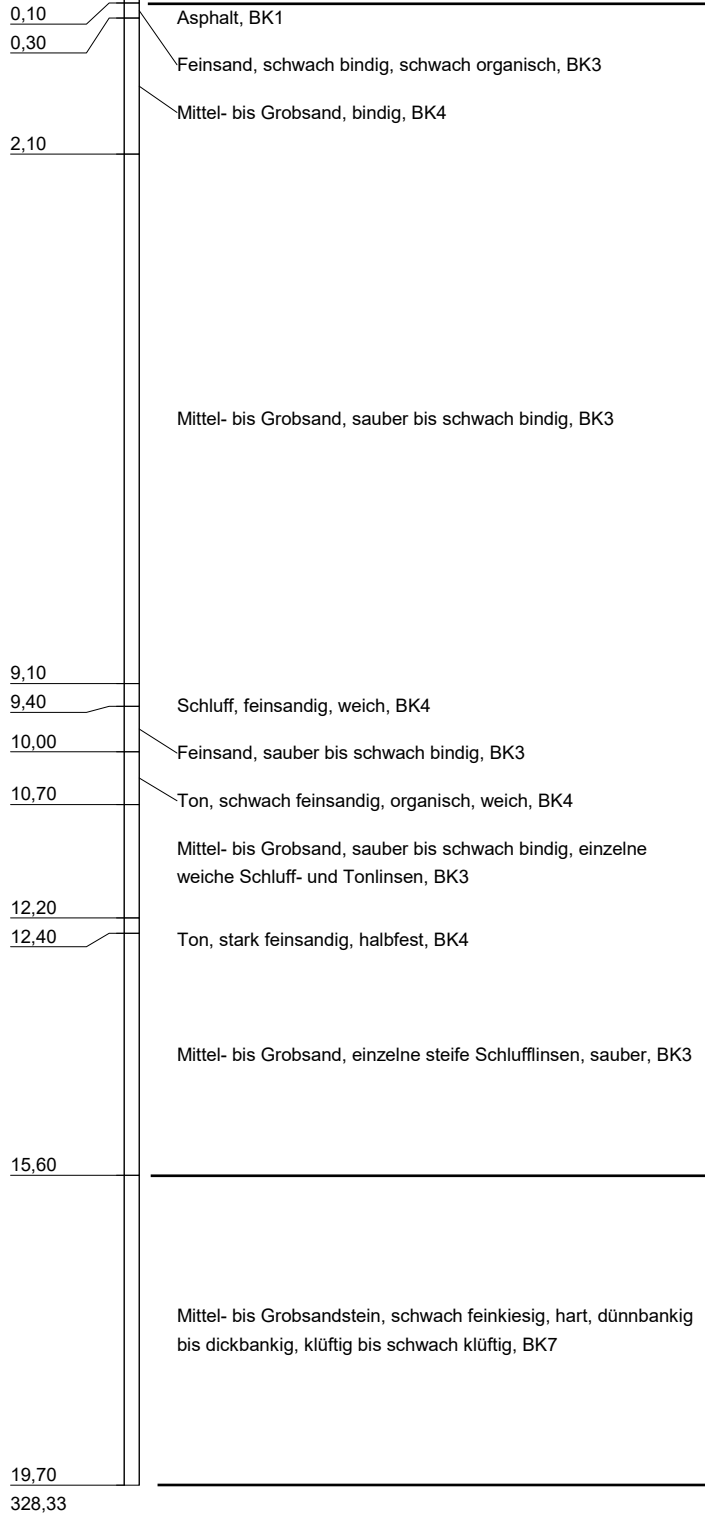 0,10
Asphalt, BK1
0,30
Feinsand, schwach bindig, schwach organisch, BK3
Mittel- bis Grobsand, bindig, BK4
2,10
Mittel- bis Grobsand, sauber bis schwach bindig, BK3
9,10
9,40
Schluff, feinsandig, weich, BK4
10,00
Feinsand, sauber bis schwach bindig, BK3
10,70
Ton, schwach feinsandig, organisch, weich, BK4
Mittel- bis Grobsand, sauber bis schwach bindig, einzelne
weiche Schluff- und Tonlinsen, BK3
12,20
12,40
Ton, stark feinsandig, halbfest, BK4
Mittel- bis Grobsand, einzelne steife Schlufflinsen, sauber, BK3
15,60
Mittel- bis Grobsandstein, schwach feinkiesig, hart, dünnbankig
bis dickbankig, klüftig bis schwach klüftig, BK7
19,70
328,33